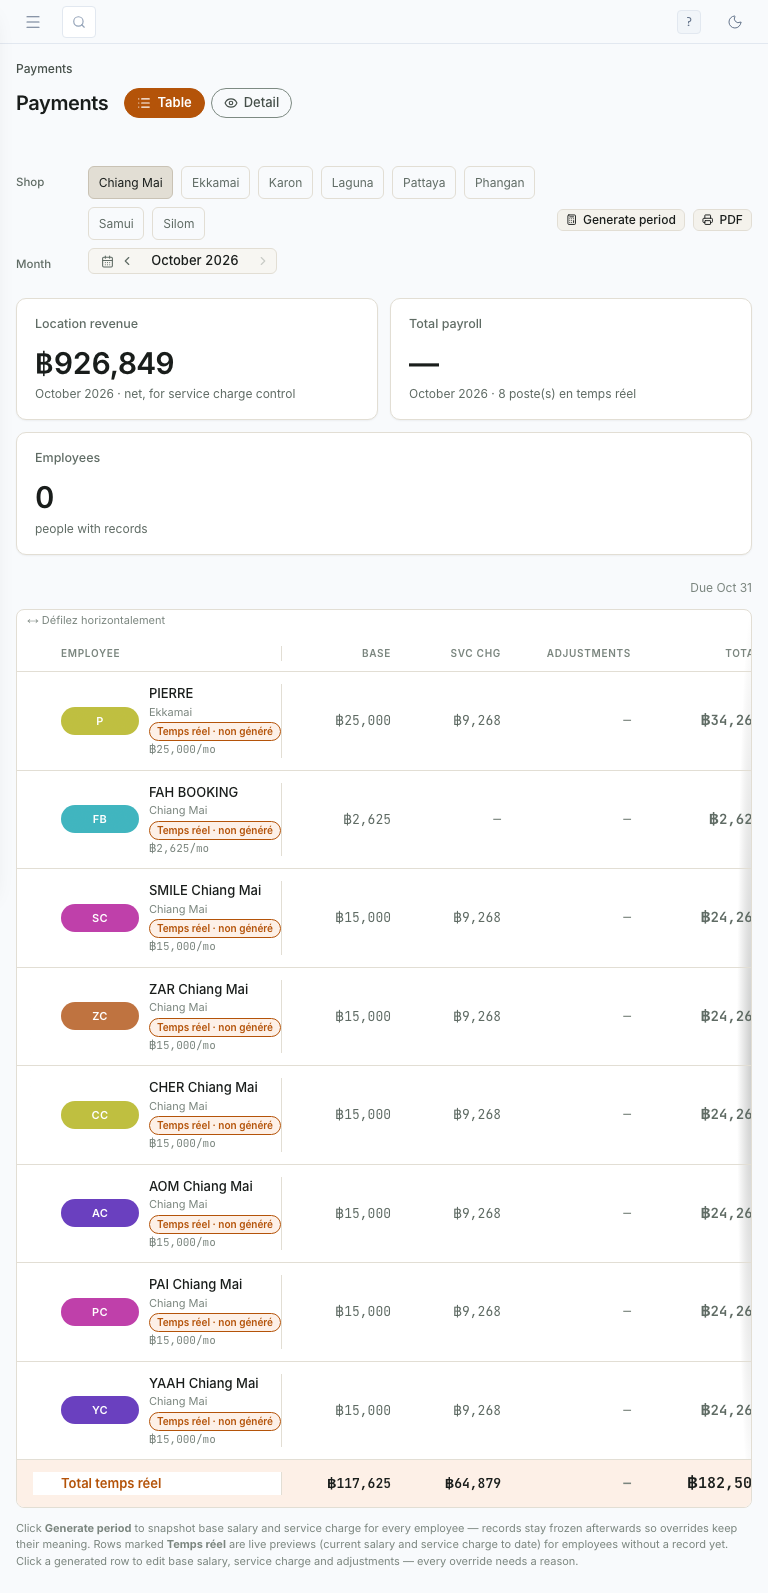 ?
Payments
Payments Table Detail
Shop Chiang Mai Ekkamai Karon Laguna Pattaya Phangan
Samui Silom
Generate period PDF
Month October 2026
Location revenue
฿926,849
October 2026 · net, for service charge control
Total payroll
—
October 2026 · 8 poste(s) en temps réel
Employees
0
people with records
Due Oct 31
↔ Défilez horizontalement
EMPLOYEE BASE SVC CHG ADJUSTMENTS TOTA
P PIERRE
Ekkamai
Temps réel · non généré
฿25,000/mo
฿25,000 ฿9,268 — ฿34,26
FB FAH BOOKING
Chiang Mai
Temps réel · non généré
฿2,625/mo
฿2,625 — — ฿2,62
SC SMILE Chiang Mai
Chiang Mai
Temps réel · non généré
฿15,000/mo
฿15,000 ฿9,268 — ฿24,26
ZC ZAR Chiang Mai
Chiang Mai
Temps réel · non généré
฿15,000/mo
฿15,000 ฿9,268 — ฿24,26
CC CHER Chiang Mai
Chiang Mai
Temps réel · non généré
฿15,000/mo
฿15,000 ฿9,268 — ฿24,26
AC AOM Chiang Mai
Chiang Mai
Temps réel · non généré
฿15,000/mo
฿15,000 ฿9,268 — ฿24,26
PC PAI Chiang Mai
Chiang Mai
Temps réel · non généré
฿15,000/mo
฿15,000 ฿9,268 — ฿24,26
YC YAAH Chiang Mai
Chiang Mai
Temps réel · non généré
฿15,000/mo
฿15,000 ฿9,268 — ฿24,26
Total temps réel ฿117,625 ฿64,879 — ฿182,50
Click Generate period to snapshot base salary and service charge for every employee — records stay frozen afterwards so overrides keep
their meaning. Rows marked Temps réel are live previews (current salary and service charge to date) for employees without a record yet.
Click a generated row to edit base salary, service charge and adjustments — every override needs a reason.